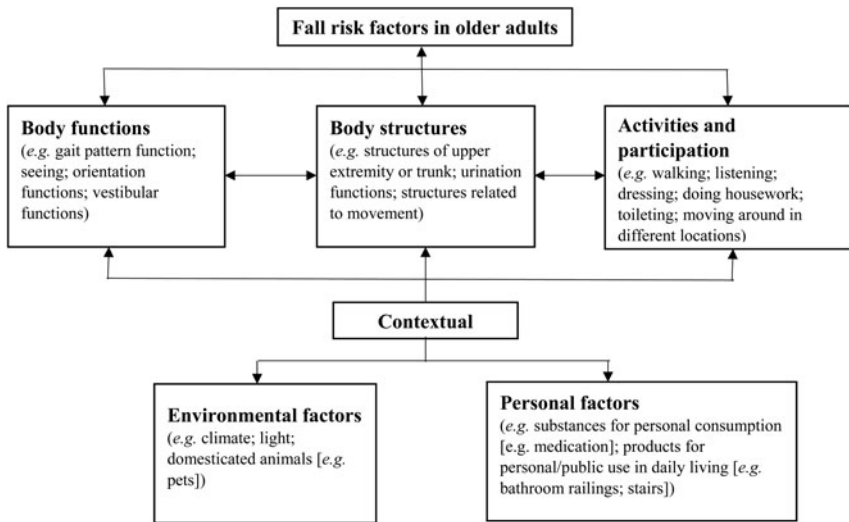 Fall risk factors in older adults
Body functions
(e.g. gait pattern function;
seeing; orientation
functions; vestibular
functions)
Body structures
(e.g. structures of upper
extremity or trunk; urination
functions; structures related
to movement)
Activities and
participation
(e.g. walking; listening;
dressing; doing housework;
toileting; moving around in
different locations)
Contextual
Environmental factors
(e.g. climate; light;
domesticated animals [e.g.
pets])
Personal factors
(e.g. substances for personal consumption
[e.g. medication]; products for
personal/public use in daily living [e.g.
bathroom railings; stairs])